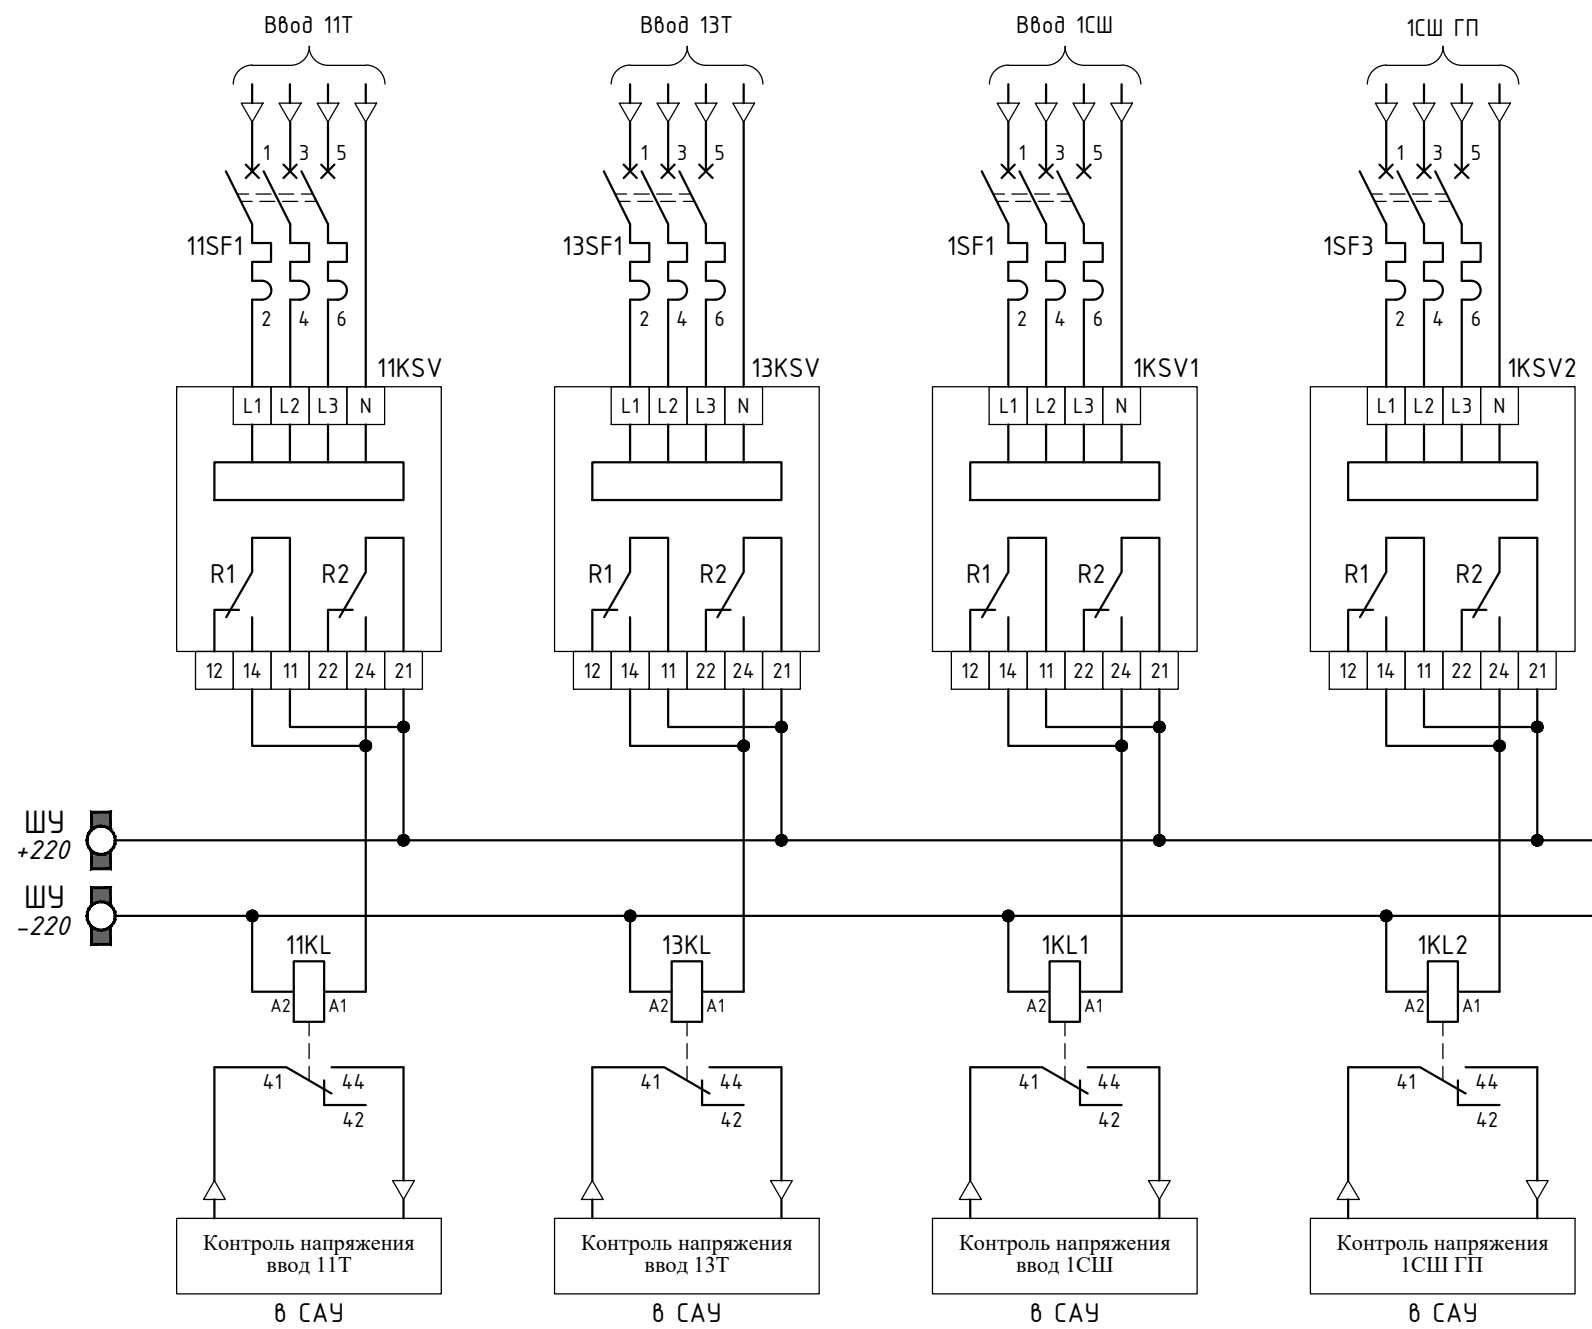 Ввод 11Т Ввод 13Т Ввод 1СШ 1СШ ГП
1 3 5 1 3 5 1 3 5 1 3 5
11SF1 13SF1 1SF1 1SF3
2 4 6 2 4 6 2 4 6 2 4 6
11KSV 13KSV 1KSV1 1KSV2
L1 L2 L3 N L1 L2 L3 N L1 L2 L3 N L1 L2 L3 N
R1 R2 R1 R2 R1 R2 R1 R2
12 14 11 22 24 21 12 14 11 22 24 21 12 14 11 22 24 21 12 14 11 22 24 21
ШУ
+220
ШУ
-220
11KL 13KL 1KL1 1KL2
A2 A1 A2 A1 A2 A1 A2 A1
41 44 41 44 41 44 41 44
42 42 42 42
Контроль напряжения Контроль напряжения Контроль напряжения Контроль напряжения
ввод 11Т ввод 13Т ввод 1СШ 1СШ ГП
в САУ в САУ в САУ в САУ